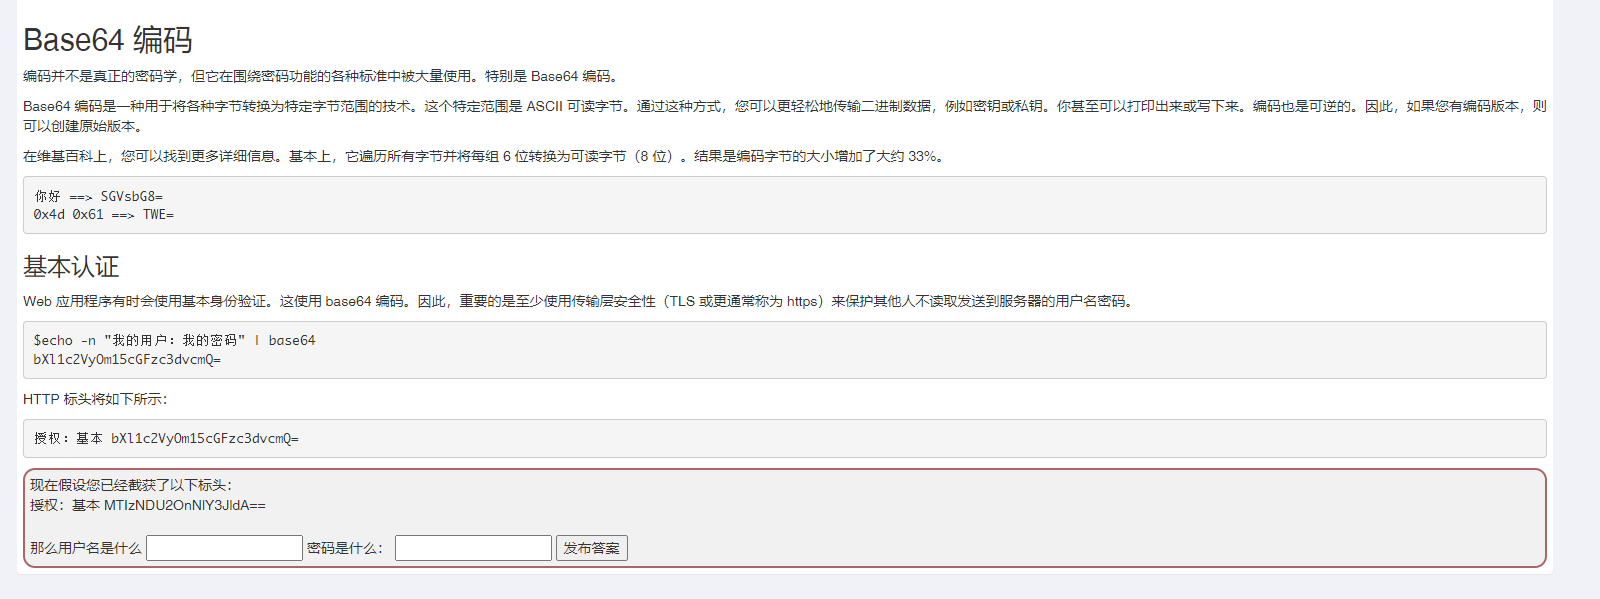 Base64 编码
编码并不是真正的密码学，但它在围绕密码功能的各种标准中被大量使用。特别是 Base64 编码。
Base64 编码是一种用于将各种字节转换为特定字节范围的技术。这个特定范围是 ASCII 可读字节。通过这种方式，您可以更轻松地传输二进制数据，例如密钥或私钥。你甚至可以打印出来或写下来。编码也是可逆的。因此，如果您有编码版本，则
可以创建原始版本。
在维基百科上，您可以找到更多详细信息。基本上，它遍历所有字节并将每组 6 位转换为可读字节（8 位）。结果是编码字节的大小增加了大约 33%。
你好 ==> SGVsbG8=
0x4d 0x61 ==> TWE=
基本认证
Web 应用程序有时会使用基本身份验证。这使用 base64 编码。因此，重要的是至少使用传输层安全性（TLS 或更通常称为 https）来保护其他人不读取发送到服务器的用户名密码。
$echo -n "我的用户：我的密码" | base64
bXl1c2VyOm15cGFzc3dvcmQ=
HTTP 标头将如下所示：
授权：基本 bXl1c2VyOm15cGFzc3dvcmQ=
现在假设您已经截获了以下标头：
授权：基本 MTIzNDU2OnNlY3JldA==
那么用户名是什么 密码是什么： 发布答案